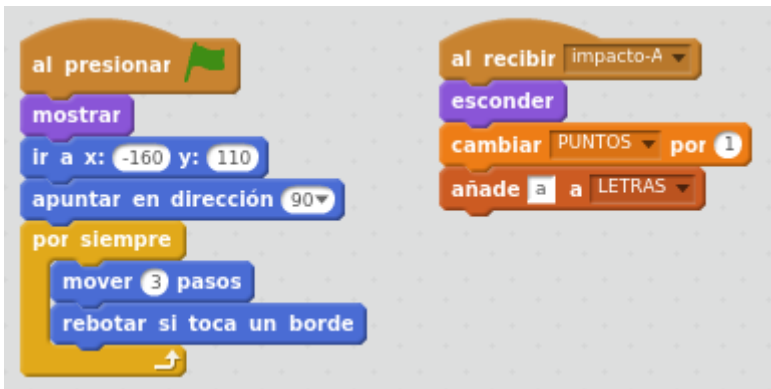 al presionar
mostrar
ir a x: -160 y: 110
apuntar en dirección 90
por siempre
mover 3 pasos
rebotar si toca un borde
al recibir impacto-A
esconder
cambiar PUNTOS por 1
añade a a LETRAS